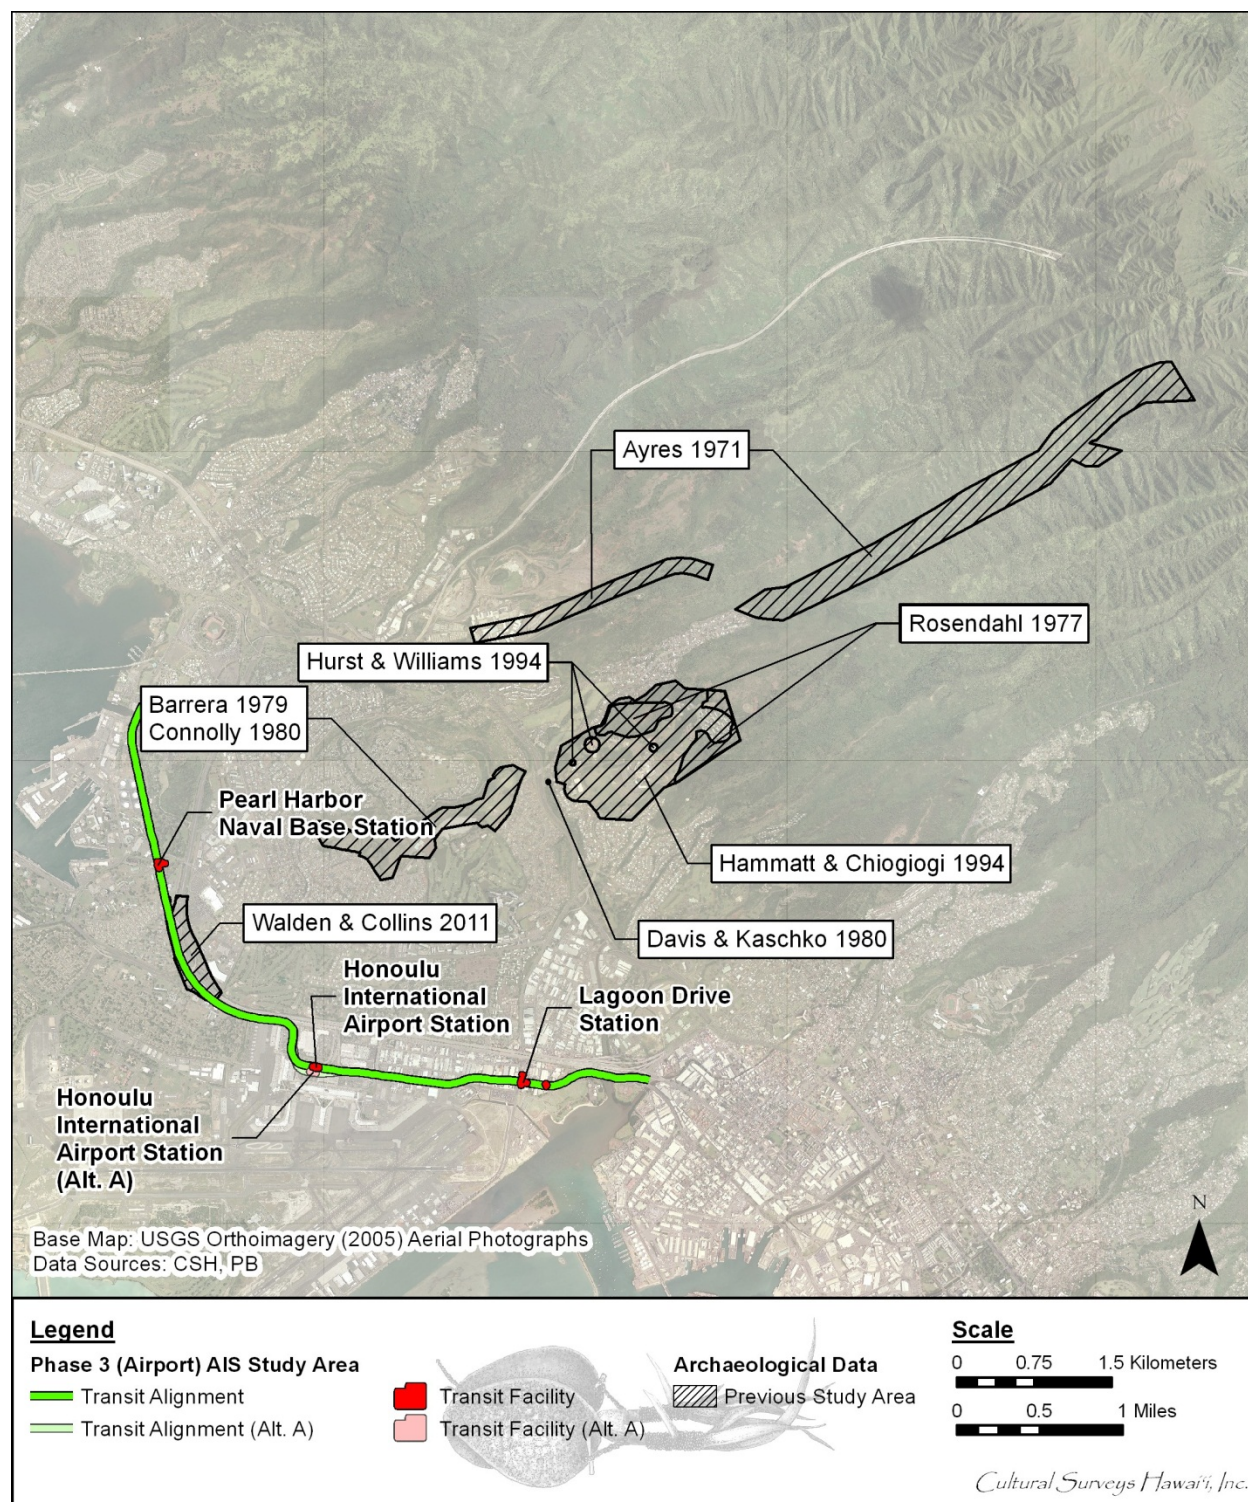 Ayres 1971
Rosendahl 1977
Hurst & Williams 1994
Barrera 1979
Connolly 1980
Pearl Harbor
Naval Base Station
Hammatt & Chiogiogi 1994
Walden & Collins 2011
Davis & Kaschko 1980
Honoulu
International
Airport Station
Lagoon Drive
Station
Honoulu
International
Airport Station
(Alt. A)
N
Base Map: USGS Orthoimagery (2005) Aerial Photographs
Data Sources: CSH, PB
Legend
Phase 3 (Airport) AIS Study Area
Transit Alignment
Transit Alignment (Alt. A)
Transit Facility
Transit Facility (Alt. A)
Archaeological Data
Previous Study Area
Scale
0 0.75 1.5 Kilometers
0 0.5 1 Miles
Cultural Surveys Hawai'i, Inc.